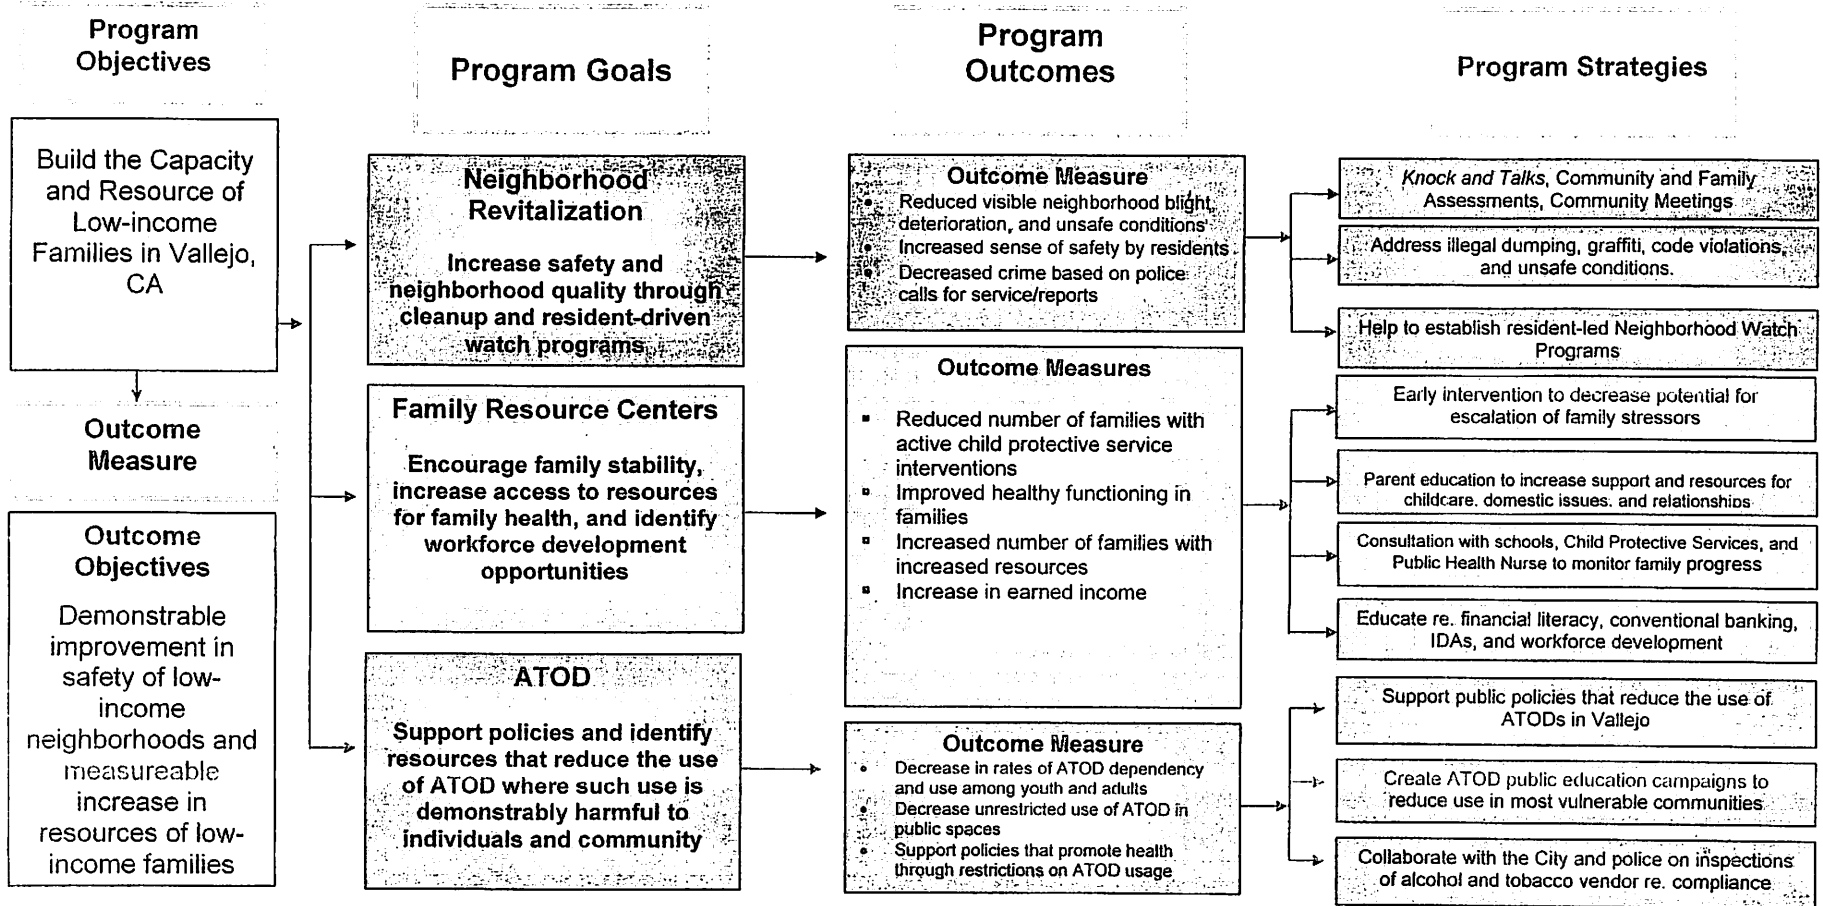 Program
Objectives
Program Goals
Program
Outcomes
Program Strategies
Build the Capacity
and Resource of
Low-income
Families in Vallejo,
CA
Outcome
Measure
Outcome
Objectives
Demonstrable
improvement in
safety of low-
income
neighborhoods and
measureable
increase in
resources of low-
income families
Neighborhood
Revitalization
Increase safety and
neighborhood quality through
cleanup and resident-driven
watch programs
Family Resource Centers
Encourage family stability,
increase access to resources
for family health, and identify
workforce development
opportunities
ATOD
Support policies and identify
resources that reduce the use
of ATOD where such use is
demonstrably harmful to
individuals and community
Outcome Measure
• Reduced visible neighborhood blight,
deterioration, and unsafe conditions
• Increased sense of safety by residents
• Decreased crime based on police
calls for service/reports
Outcome Measures
▪ Reduced number of families with
active child protective service
interventions
▪ Improved healthy functioning in
families
▪ Increased number of families with
increased resources
▪ Increase in earned income
Outcome Measure
• Decrease in rates of ATOD dependency
and use among youth and adults
• Decrease unrestricted use of ATOD in
public spaces
• Support policies that promote health
through restrictions on ATOD usage
Knock and Talks, Community and Family
Assessments, Community Meetings
Address illegal dumping, graffiti, code violations,
and unsafe conditions.
Help to establish resident-led Neighborhood Watch
Programs
Early intervention to decrease potential for
escalation of family stressors
Parent education to increase support and resources for
childcare, domestic issues, and relationships
Consultation with schools, Child Protective Services, and
Public Health Nurse to monitor family progress
Educate re. financial literacy, conventional banking,
IDAs, and workforce development
Support public policies that reduce the use of
ATODs in Vallejo
Create ATOD public education campaigns to
reduce use in most vulnerable communities
Collaborate with the City and police on inspections
of alcohol and tobacco vendor re. compliance